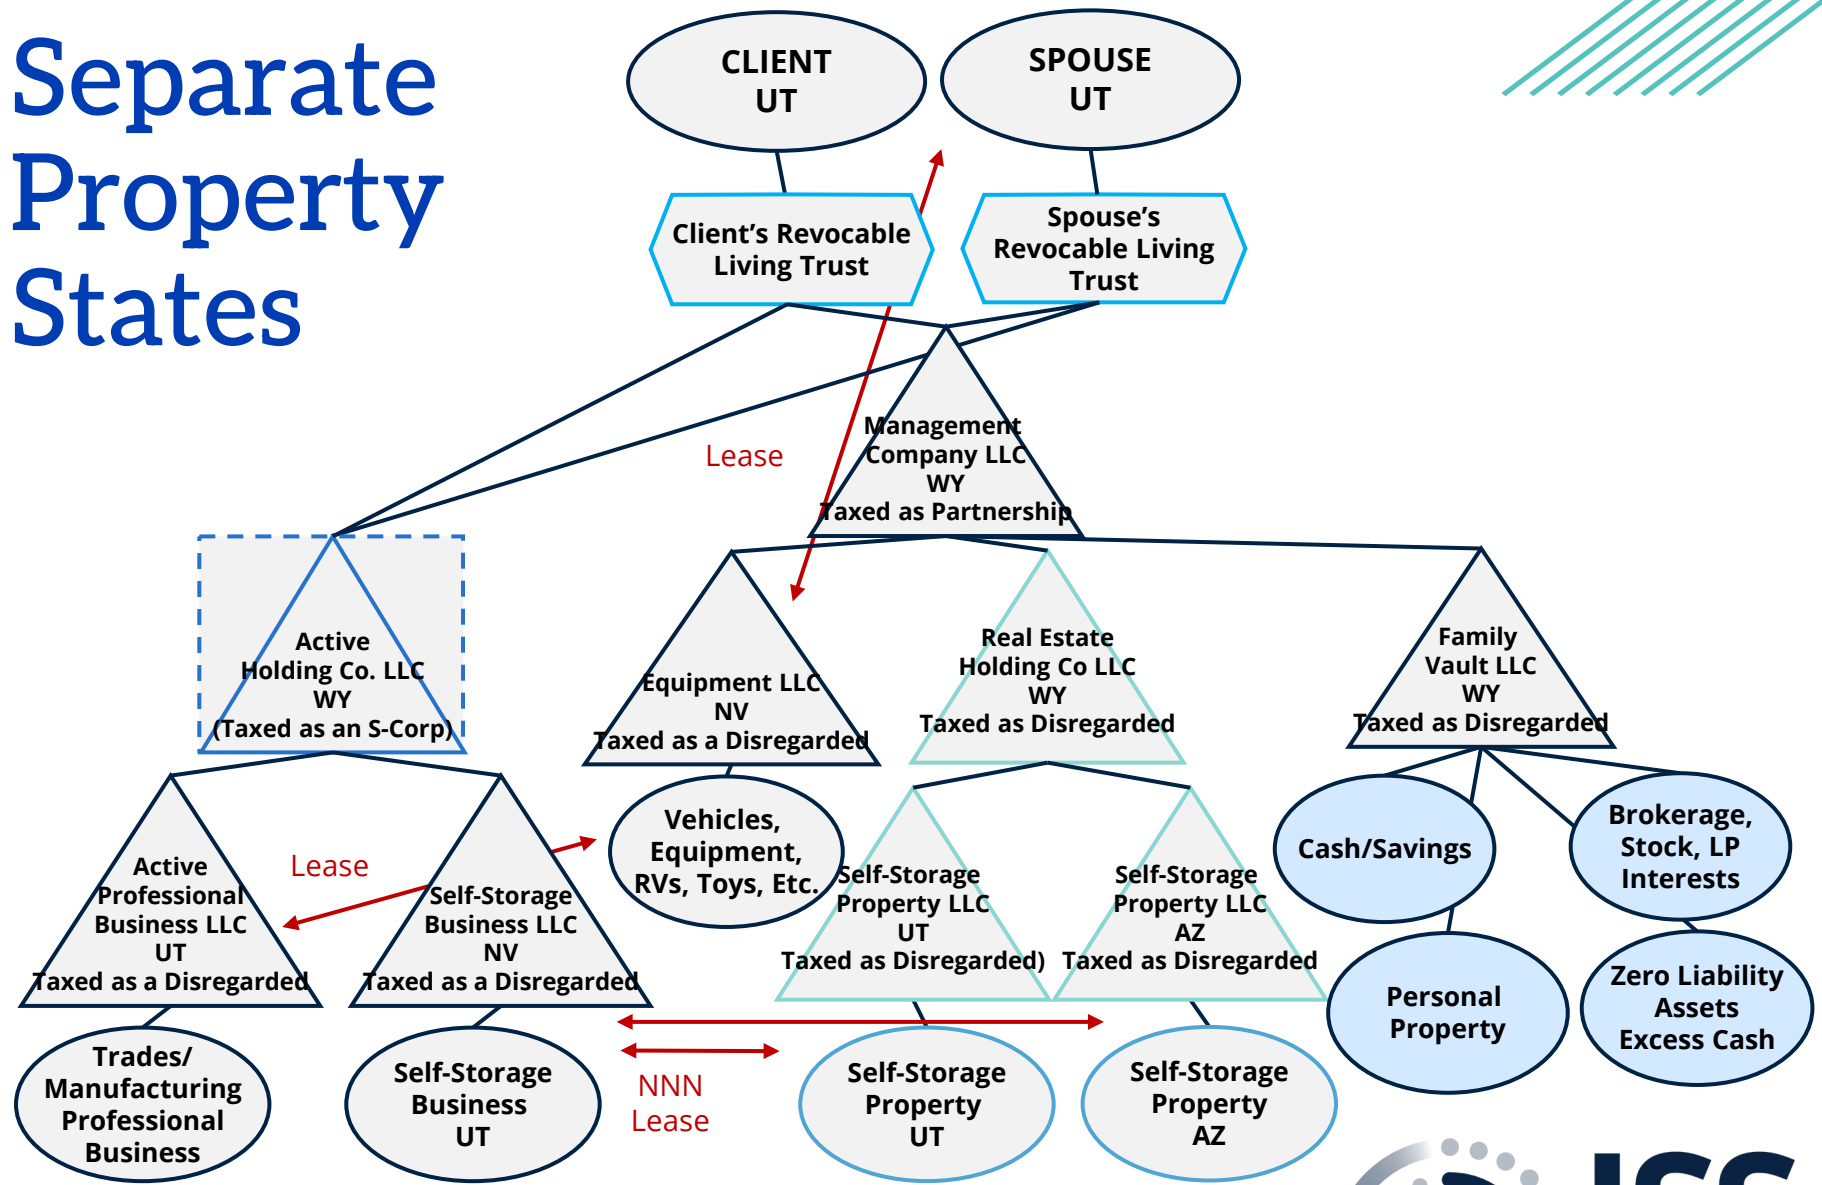 Separate
Property
States
CLIENT
UT
SPOUSE
UT
Client’s Revocable
Living Trust
Spouse’s
Revocable Living
Trust
Lease
Management
Company LLC
WY
Taxed as Partnership
Active
Holding Co. LLC
WY
(Taxed as an S-Corp)
Equipment LLC
NV
Taxed as a Disregarded
Real Estate
Holding Co LLC
WY
Taxed as Disregarded
Family
Vault LLC
WY
Taxed as Disregarded
Active
Professional
Business LLC
UT
Taxed as a Disregarded
Lease
Self-Storage
Business LLC
NV
Taxed as a Disregarded
Vehicles,
Equipment,
RVs, Toys, Etc.
Self-Storage
Property LLC
UT
Taxed as Disregarded)
Self-Storage
Property LLC
AZ
Taxed as Disregarded
Cash/Savings
Brokerage,
Stock, LP
Interests
Personal
Property
Zero Liability
Assets
Excess Cash
Trades/
Manufacturing
Professional
Business
Self-Storage
Business
UT
NNN
Lease
Self-Storage
Property
UT
Self-Storage
Property
AZ